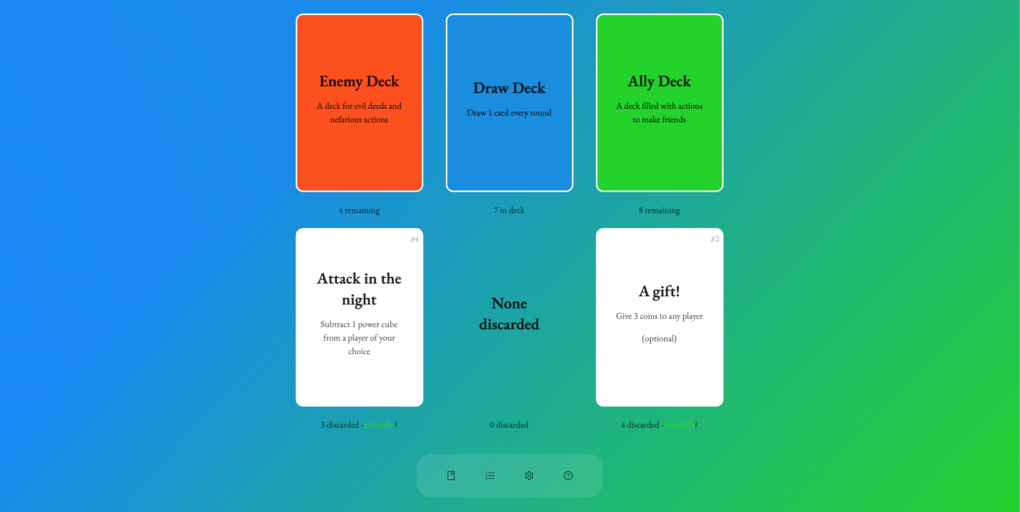 Enemy Deck
A deck for evil deeds and
nefarious actions
Draw Deck
Draw 1 card every round
Ally Deck
A deck filled with actions
to make friends
4 remaining
7 in deck
8 remaining
#4
Attack in the
night
Subtract 1 power cube
from a player of your
choice
None
discarded
#2
A gift!
Give 3 coins to any player
(optional)
3 discarded - ?
0 discarded
4 discarded - ?